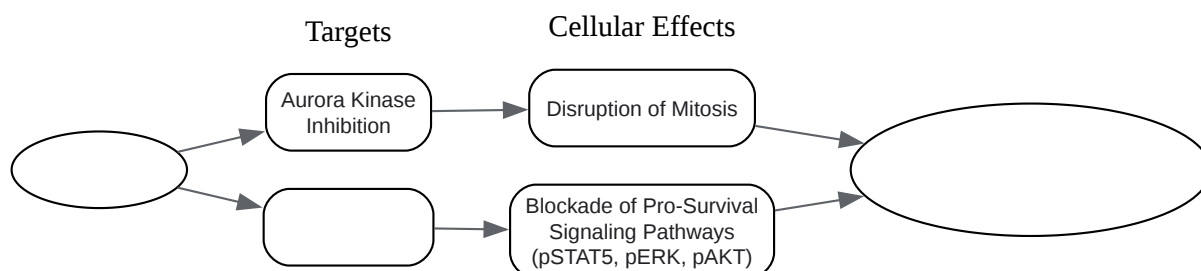 Targets
Cellular Effects
Aurora Kinase
Inhibition
Disruption of Mitosis
Blockade of Pro-Survival
Signaling Pathways
(pSTAT5, pERK, pAKT)